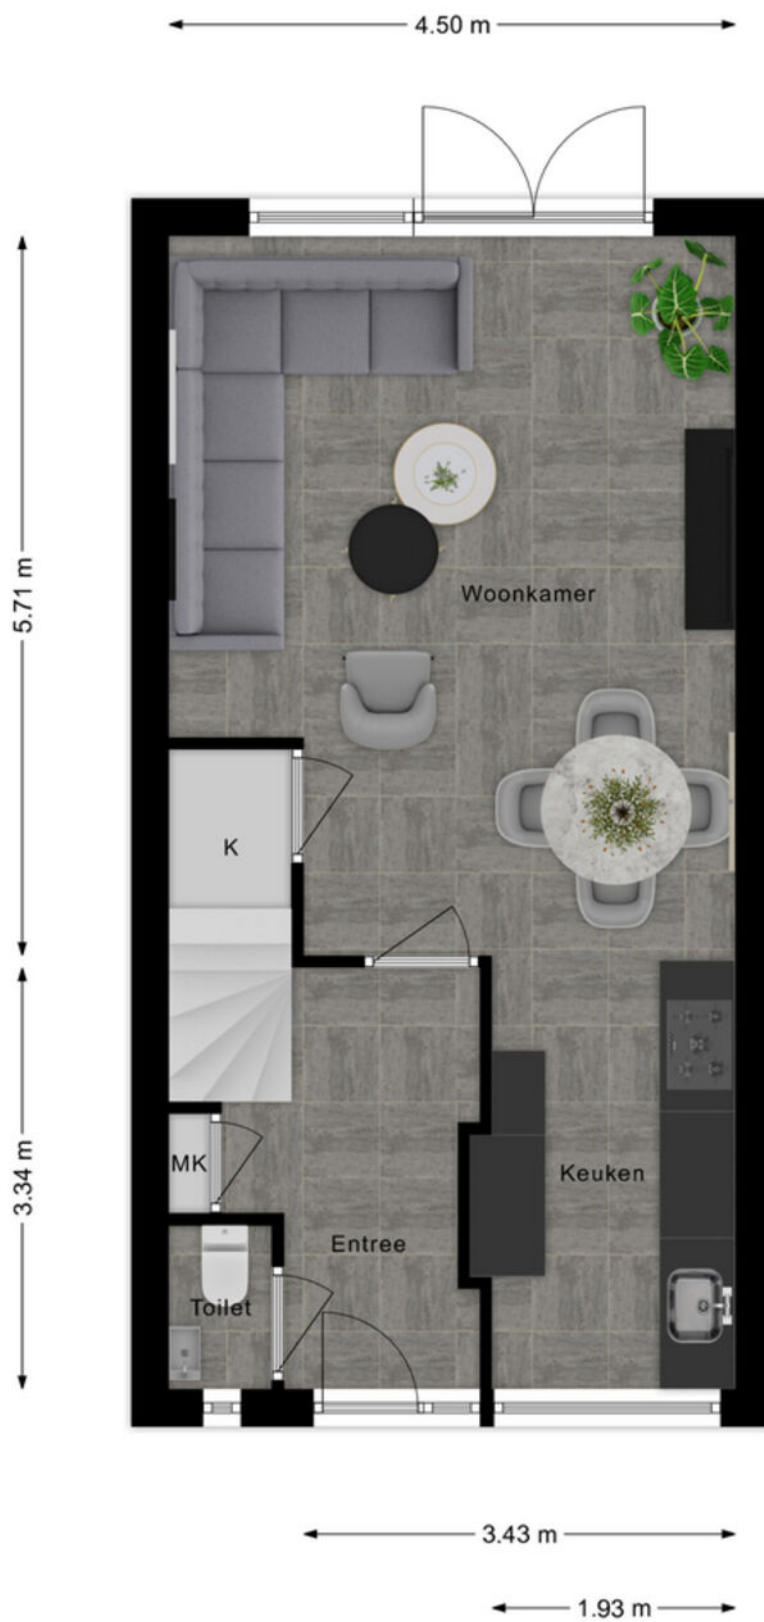 4.50 m
5.71 m
Woonkamer
K
3.34 m
MK
Keuken
Entree
Toilet
3.43 m
1.93 m